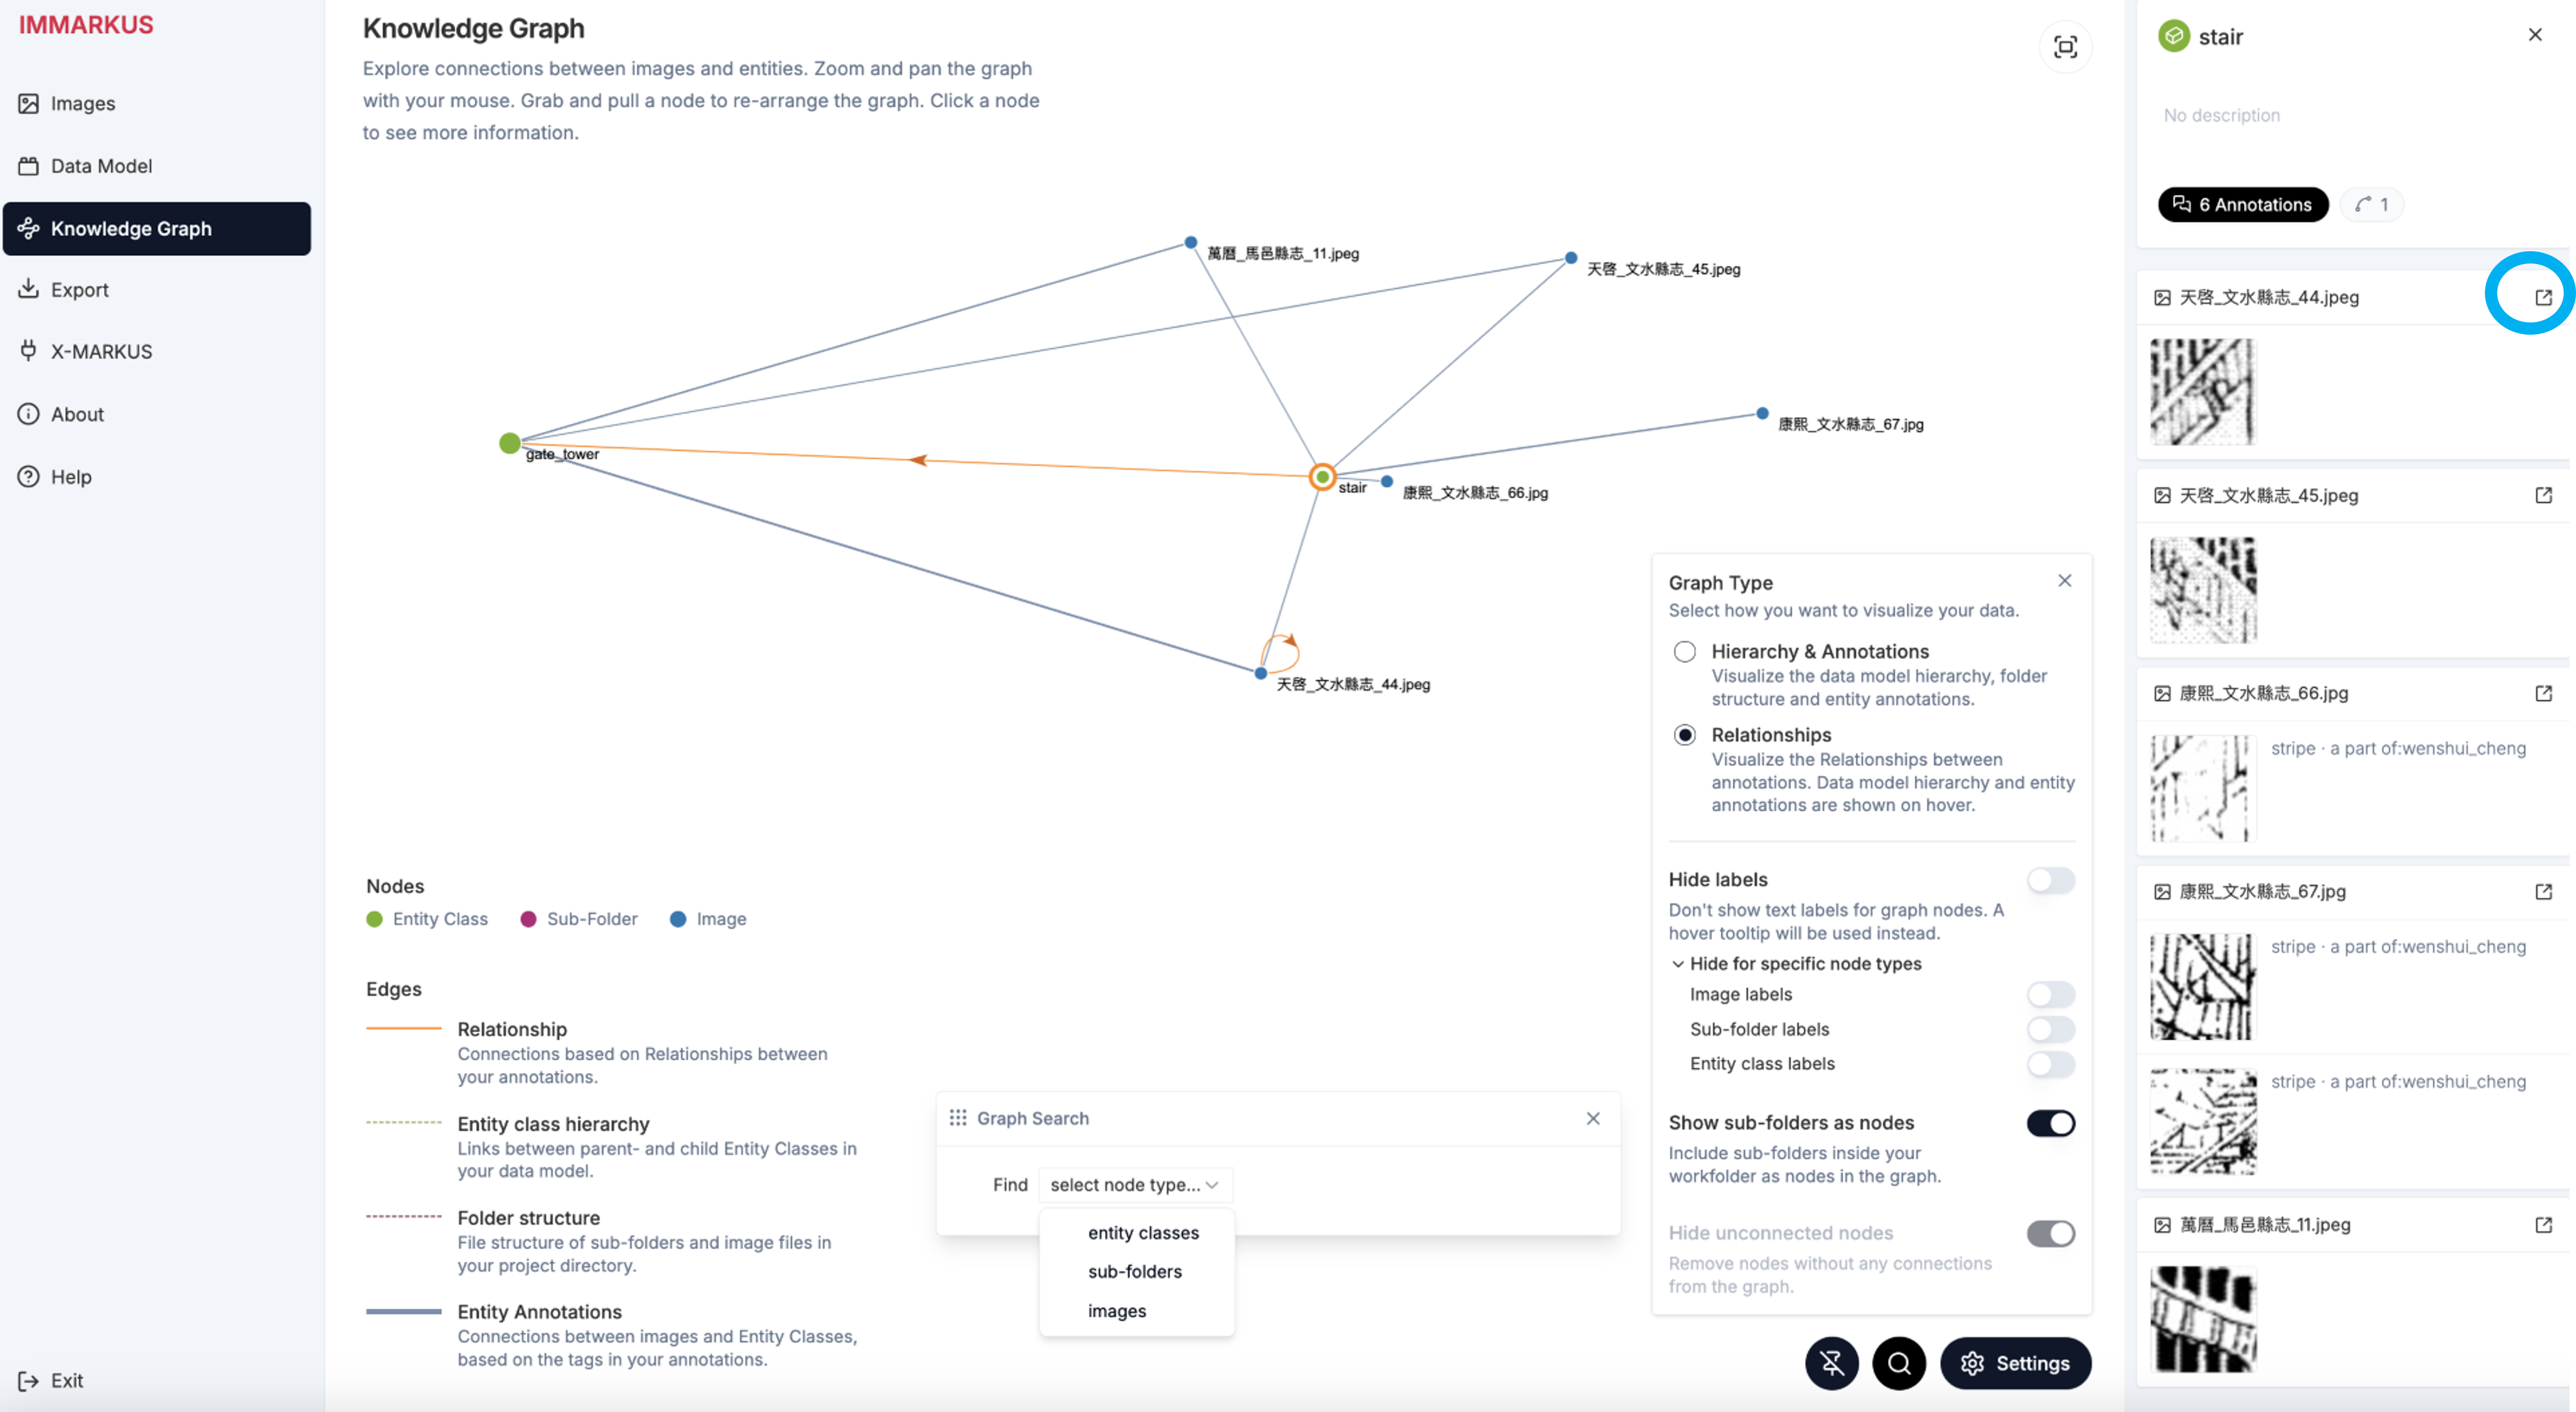 IMMARKUS
Images
Data Model
Knowledge Graph
Export
X-MARKUS
About
Help
Exit
Knowledge Graph
Explore connections between images and entities. Zoom and pan the graph
with your mouse. Grab and pull a node to re-arrange the graph. Click a node
to see more information.
萬曆_馬邑縣志_11.jpeg
天啓_文水縣志_45.jpeg
康熙_文水縣志_67.jpg
gate_tower
stair
康熙_文水縣志_66.jpg
天啓_文水縣志_44.jpeg
Nodes
Entity Class
Sub-Folder
Image
Edges
Relationship
Connections based on Relationships between
your annotations.
Entity class hierarchy
Links between parent- and child Entity Classes in
your data model.
Folder structure
File structure of sub-folders and image files in
your project directory.
Entity Annotations
Connections between images and Entity Classes,
based on the tags in your annotations.
Graph Search
Find select node type...
entity classes
sub-folders
images
Graph Type
Select how you want to visualize your data.
Hierarchy & Annotations
Visualize the data model hierarchy, folder
structure and entity annotations.
Relationships
Visualize the Relationships between
annotations. Data model hierarchy and entity
annotations are shown on hover.
Hide labels
Don't show text labels for graph nodes. A
hover tooltip will be used instead.
Hide for specific node types
Image labels
Sub-folder labels
Entity class labels
Show sub-folders as nodes
Include sub-folders inside your
workfolder as nodes in the graph.
Hide unconnected nodes
Remove nodes without any connections
from the graph.
Settings
stair
No description
6 Annotations
1
天啓_文水縣志_44.jpeg
天啓_文水縣志_45.jpeg
康熙_文水縣志_66.jpg
stripe · a part of:wenshui_cheng
康熙_文水縣志_67.jpg
stripe · a part of:wenshui_cheng
stripe · a part of:wenshui_cheng
萬曆_馬邑縣志_11.jpeg